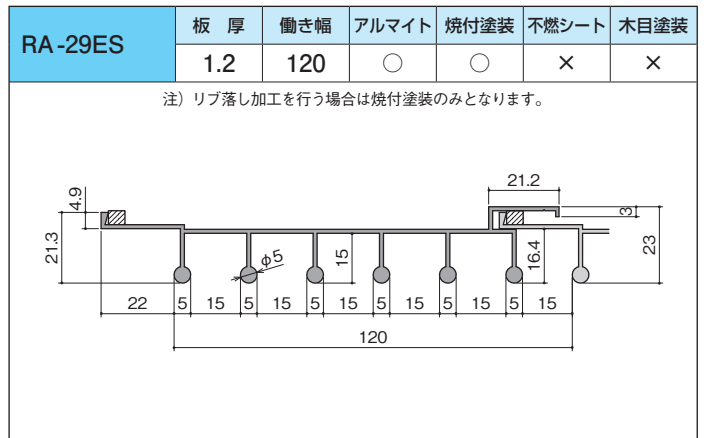 RA-29ES
板 厚 働き幅 アルマイト 焼付塗装 不燃シート 木目塗装
1.2 120 ○ ○ × ×
注）リブ落し加工を行う場合は焼付塗装のみとなります。
21.2
4.9
3
21.3
φ5
15
16.4
23
22 5 15 5 15 5 15 5 15 5 15 5 15
120